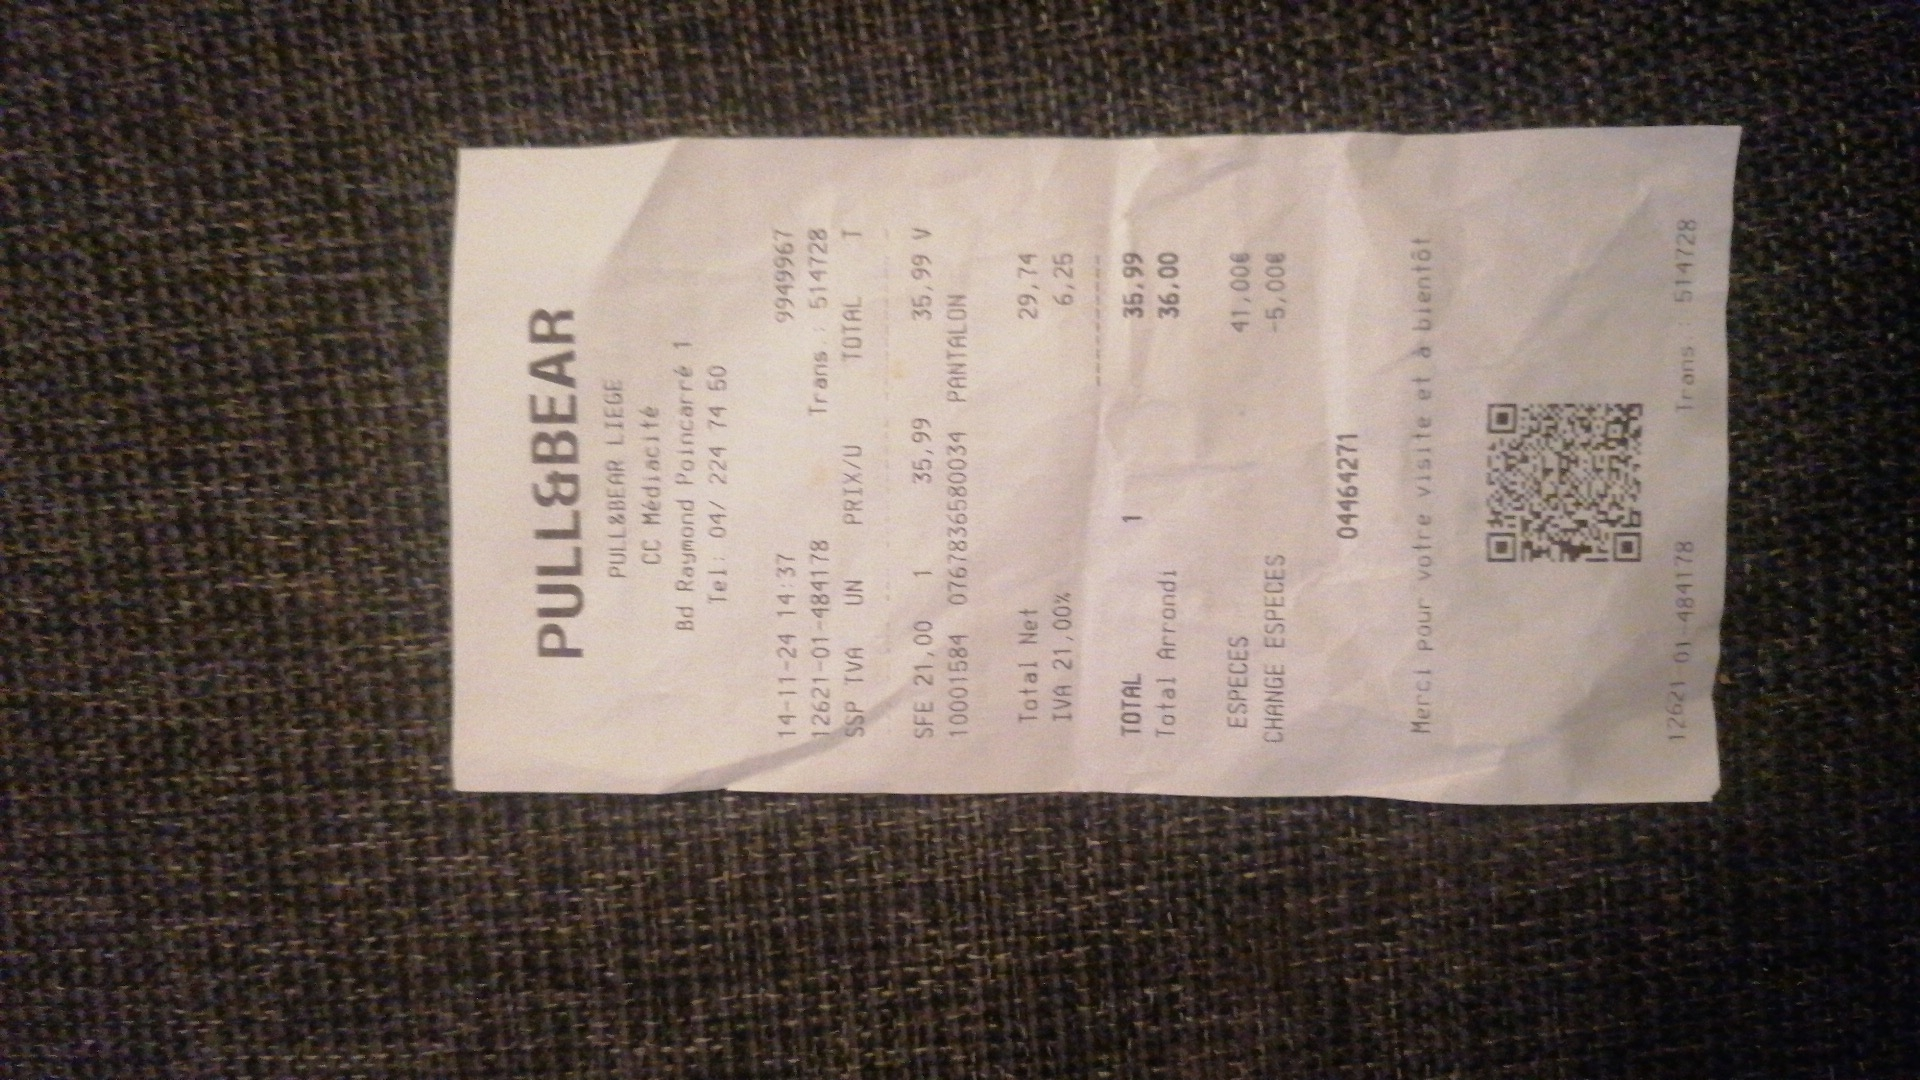 PULL&BEAR
PULL&BEAR LIEGE
CC Médiacité
Bd Raymond Poincarré 1
Tel: 04/ 224 74 50
14-11-24 14:37 9949967
12621-01-484178 Trans.: 514728
SSP IVA UN PRIX/U TOTAL T
SFE 21,00 1 35,99 35,99 V
10001584 0767836580034 PANTALON
Total Net 29,74
IVA 21,00% 6,25
TOTAL 1 35,99
Total Arrondi 36,00
ESPECES 41,00€
CHANGE ESPECES -5,00€
04464271
Merci pour votre visite et à bientôt
12621-01-484178 Trans.: 514728